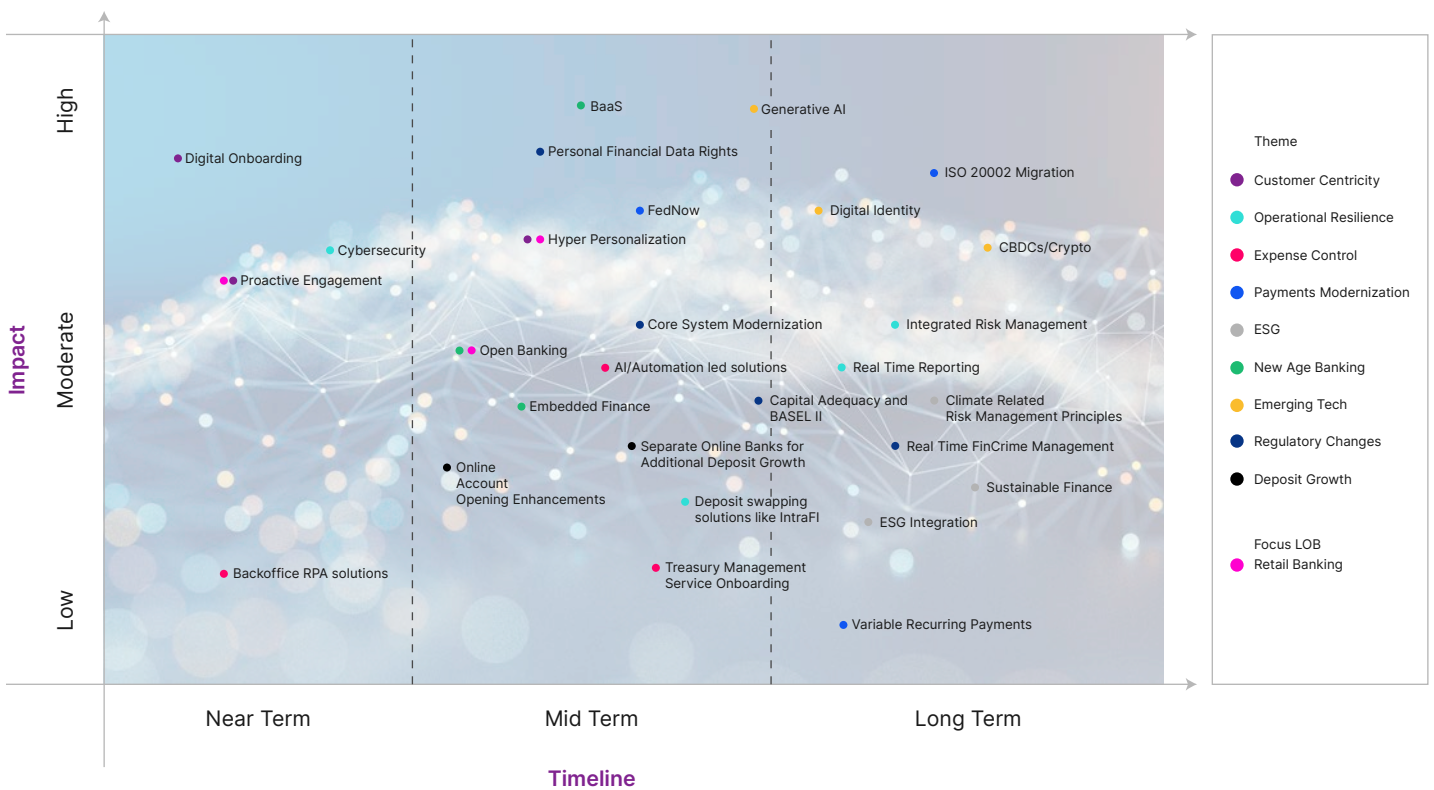 High
Moderate
Low
Impact
BaaS
Generative AI
Personal Financial Data Rights
Digital Onboarding
ISO 20002 Migration
FedNow
Digital Identity
Hyper Personalization
CBDCs/Crypto
Cybersecurity
Proactive Engagement
Core System Modernization
Integrated Risk Management
Open Banking
AI/Automation led solutions
Real Time Reporting
Embedded Finance
Capital Adequacy and
BASEL II
Climate Related
Risk Management Principles
Separate Online Banks for
Additional Deposit Growth
Real Time FinCrime Management
Online
Account
Opening Enhancements
Deposit swapping
solutions like IntraFI
Sustainable Finance
ESG Integration
Backoffice RPA solutions
Treasury Management
Service Onboarding
Variable Recurring Payments
Near Term
Mid Term
Long Term
Timeline
Theme
Customer Centricity
Operational Resilience
Expense Control
Payments Modernization
ESG
New Age Banking
Emerging Tech
Regulatory Changes
Deposit Growth
Focus LOB
Retail Banking